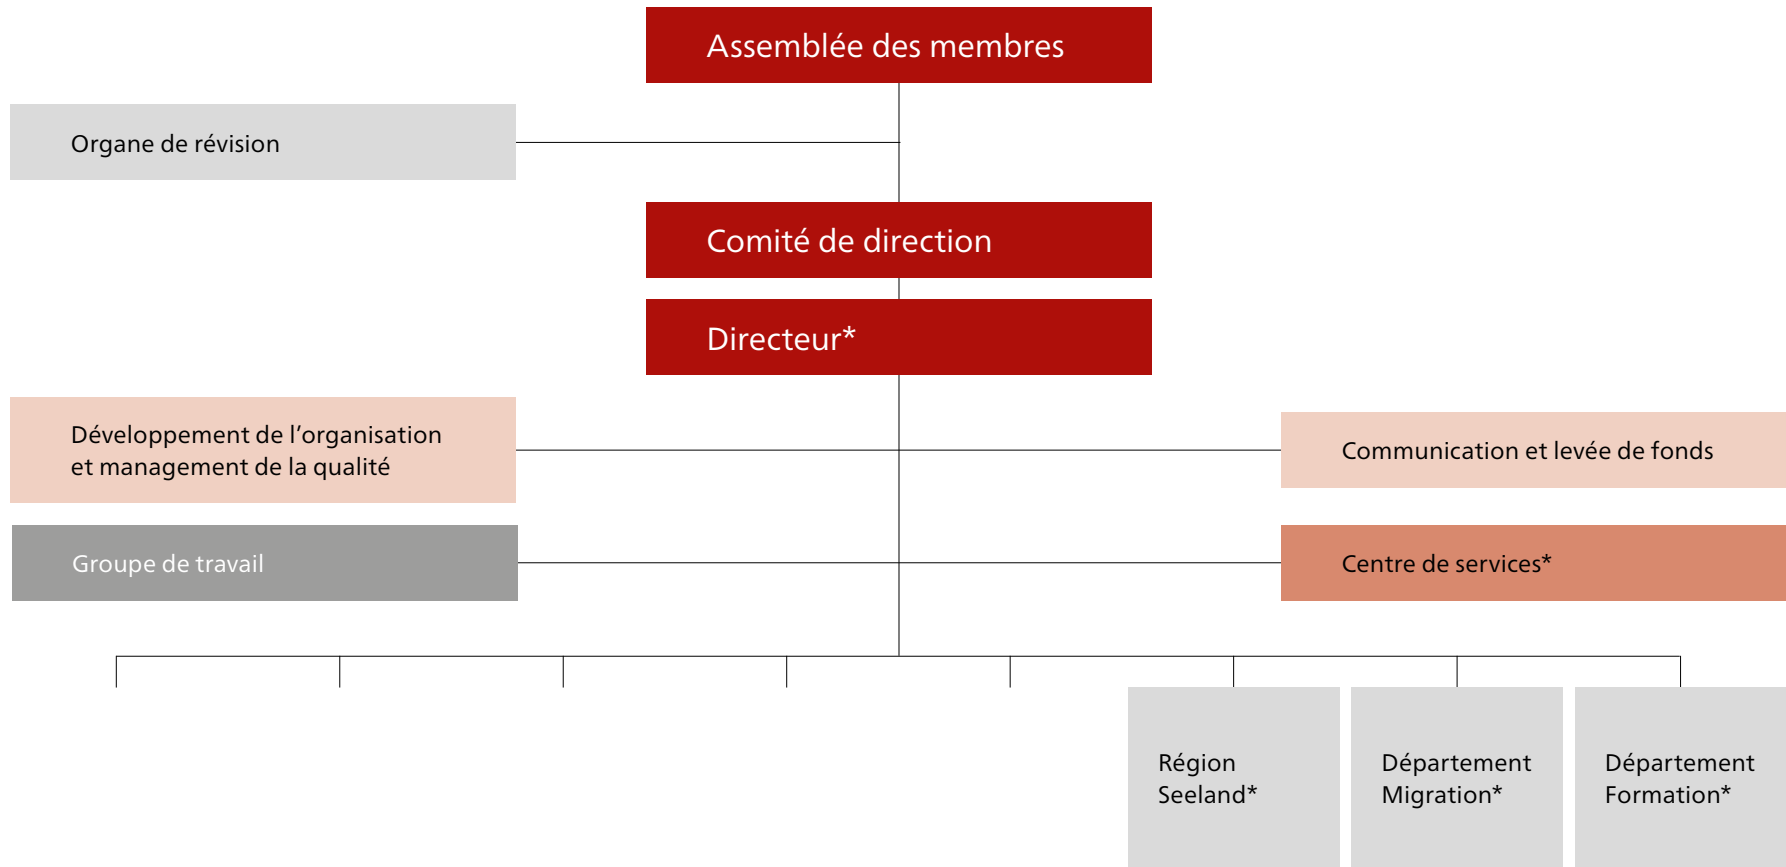 Assemblée des membres
Organe de révision
Comité de direction
Directeur*
Développement de l'organisation
et management de la qualité
Communication et levée de fonds
Groupe de travail
Centre de services*
Région
Seeland*
Département
Migration*
Département
Formation*